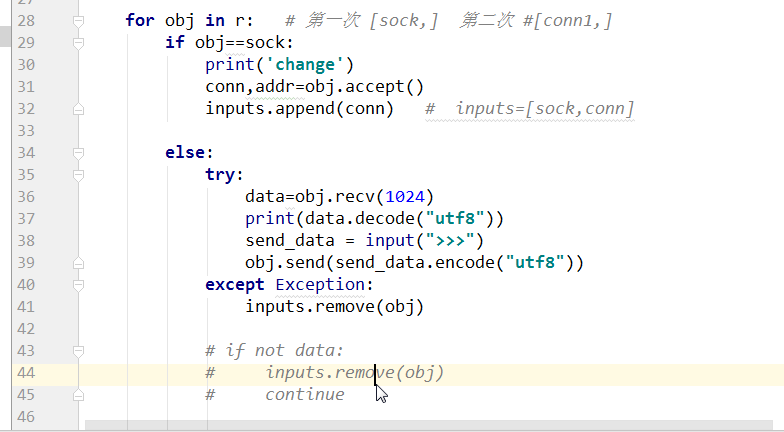 28 for obj in r:   # 第一次 [sock,]  第二次 #[conn1,]
29 if obj==sock:
30 print('change')
31 conn,addr=obj.accept()
32 inputs.append(conn)   #  inputs=[sock,conn]
33
34 else:
35 try:
36 data=obj.recv(1024)
37 print(data.decode("utf8"))
38 send_data = input(">>>")
39 obj.send(send_data.encode("utf8"))
40 except Exception:
41 inputs.remove(obj)
42
43 # if not data:
44 #     inputs.remove(obj)
45 #     continue
46